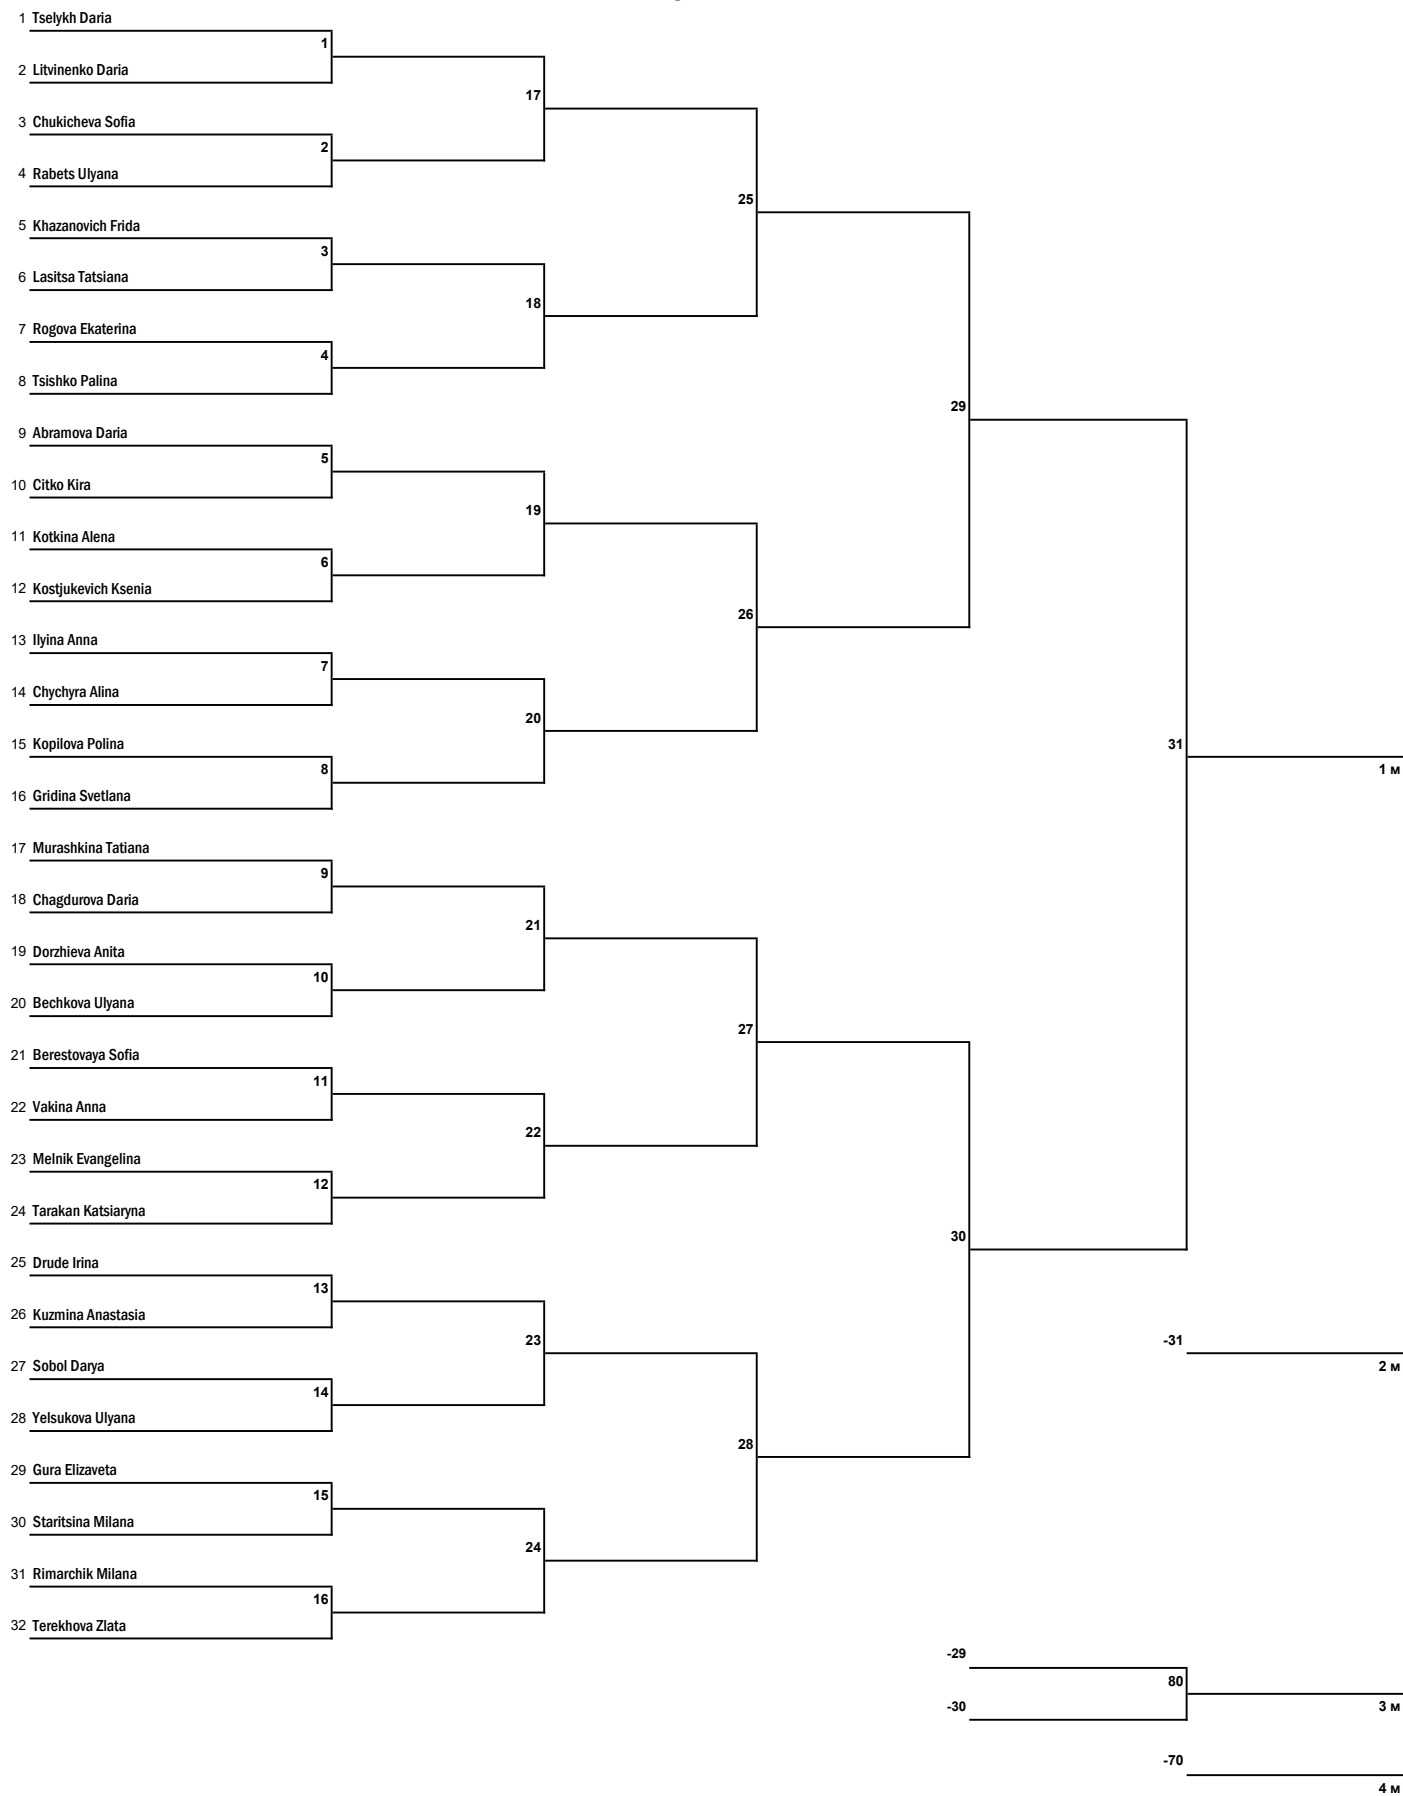 1 Tselykh Daria
1
2 Litvinenko Daria
17
3 Chukicheva Sofia
2
4 Rabets Ulyana
25
5 Khazanovich Frida
3
6 Lasitsa Tatsiana
18
7 Rogova Ekaterina
4
8 Tsishko Palina
29
9 Abramova Daria
5
10 Citko Kira
19
11 Kotkina Alena
6
12 Kostjukevich Ksenia
26
13 Ilyina Anna
7
14 Chychyra Alina
20
15 Kopilova Polina
31
8
1 м
16 Gridina Svetlana
17 Murashkina Tatiana
9
18 Chagdurova Daria
21
19 Dorzhieva Anita
10
20 Bechkova Ulyana
27
21 Berestovaya Sofia
11
22 Vakina Anna
22
23 Melnik Evangelina
12
24 Tarakan Katsiaryna
30
25 Drude Irina
13
26 Kuzmina Anastasia
23
-31
27 Sobol Darya
2 м
14
28 Yelsukova Ulyana
28
29 Gura Elizaveta
15
30 Staritsina Milana
24
31 Rimarchik Milana
16
32 Terekhova Zlata
-29
80
-30
3 м
-70
4 м